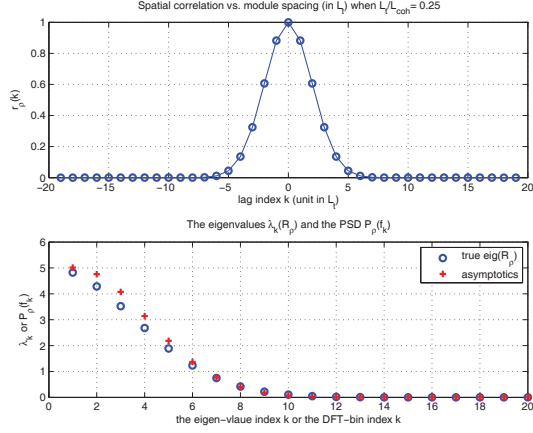 Spatial correlation vs. module spacing (in L_t) when L_t/L_coh= 0.25
1
0.8
0.6
0.4
0.2
0
r_ρ(k)
−20 −15 −10 −5 0 5 10 15 20
lag index k (unit in L_t)
The eigenvalues λ_k(R_ρ) and the PSD P_ρ(f_k)
6
5
4
3
2
1
0
λ_k or P_ρ(f_k)
true eig(R_ρ)
asymptotics
0 2 4 6 8 10 12 14 16 18 20
the eigen−vlaue index k or the DFT−bin index k